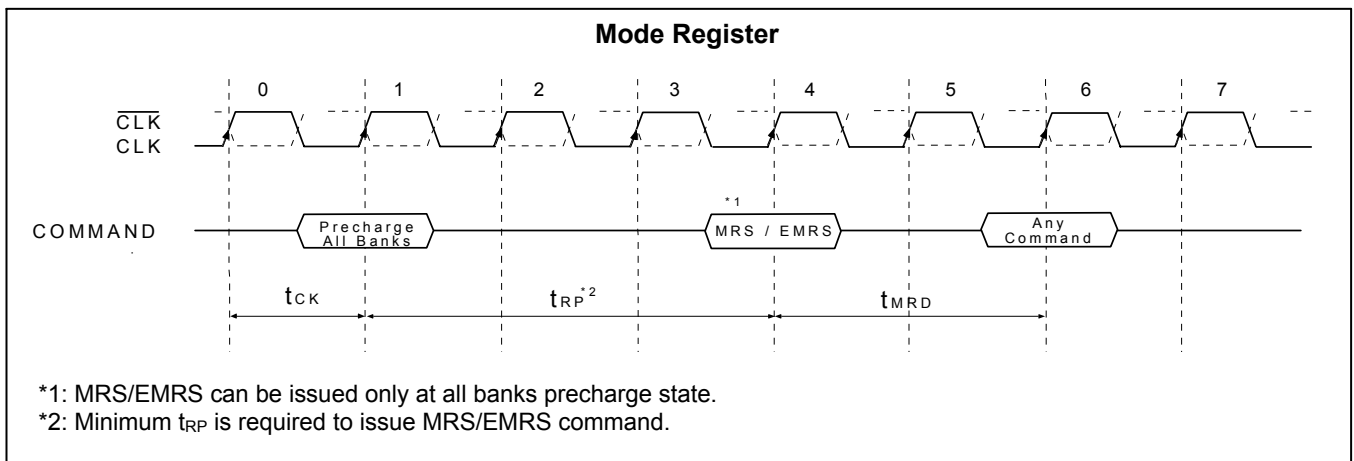 Mode Register
0 1 2 3 4 5 6 7
CLK
CLK
*1
COMMAND
Precharge
All Banks
MRS / EMRS
Any
Command
tCK
tRP*2
tMRD
*1: MRS/EMRS can be issued only at all banks precharge state.
*2: Minimum tRP is required to issue MRS/EMRS command.